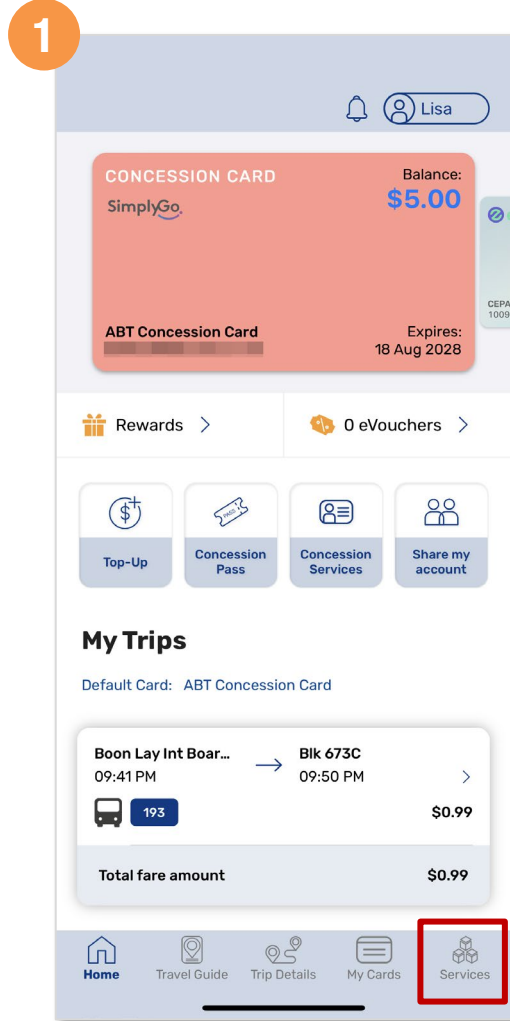 1
Lisa
CONCESSION CARD
Balance:
SimplyGo.
$5.00
CEPA
1009
ABT Concession Card
Expires:
18 Aug 2028
Rewards >
0 eVouchers >
$+
PASS
Top-Up
Concession
Pass
Concession
Services
Share my
account
My Trips
Default Card: ABT Concession Card
Boon Lay Int Boar... → Blk 673C
09:41 PM
09:50 PM >
193
$0.99
Total fare amount
$0.99
Home
Travel Guide
Trip Details
My Cards
Services